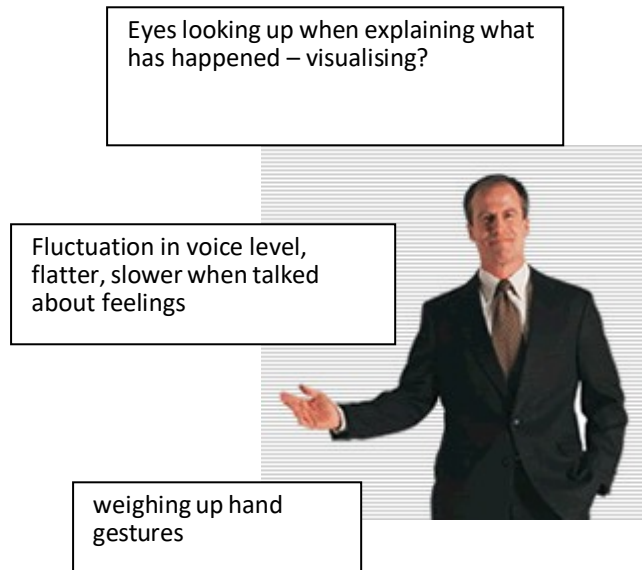 Eyes looking up when explaining what
has happened – visualising?
Fluctuation in voice level,
flatter, slower when talked
about feelings
weighing up hand
gestures